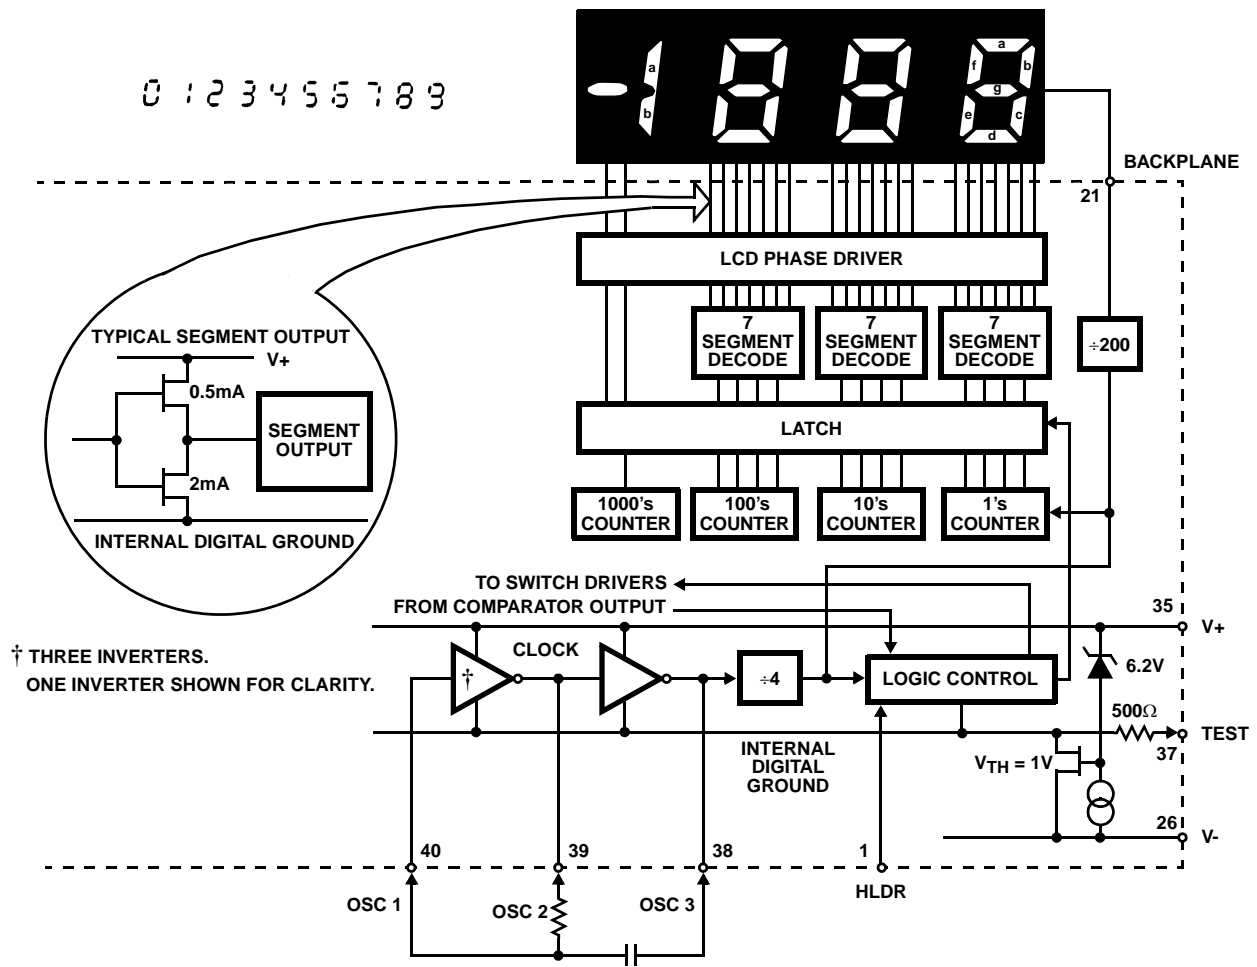 0 1 2 3 4 5 6 7 8 9
a
b
a
f
b
g
e
c
d
BACKPLANE
21
LCD PHASE DRIVER
TYPICAL SEGMENT OUTPUT
V+
0.5mA
SEGMENT
OUTPUT
2mA
INTERNAL DIGITAL GROUND
7
SEGMENT
DECODE
7
SEGMENT
DECODE
7
SEGMENT
DECODE
÷200
LATCH
1000's
COUNTER
100's
COUNTER
10's
COUNTER
1's
COUNTER
TO SWITCH DRIVERS
FROM COMPARATOR OUTPUT
35
V+
† THREE INVERTERS.
ONE INVERTER SHOWN FOR CLARITY.
†
CLOCK
÷4
LOGIC CONTROL
6.2V
500Ω
TEST
37
INTERNAL
DIGITAL
GROUND
VTH = 1V
26
V-
40
39
38
1
OSC 1
OSC 2
OSC 3
HLDR